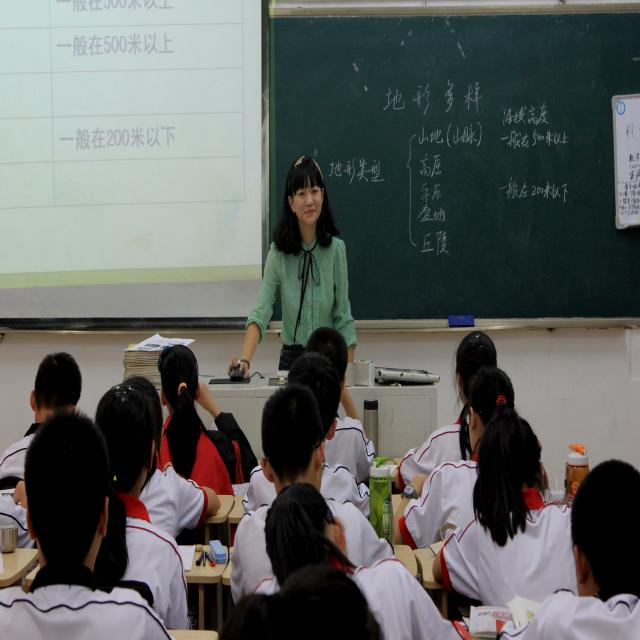 一般在500米以上
一般在500米以上
一般在200米以下
地形多样
地形类型
山地(山脉)
高原
平原
盆地
丘陵
海拔高度
一般在500米以上
一般在200米以下